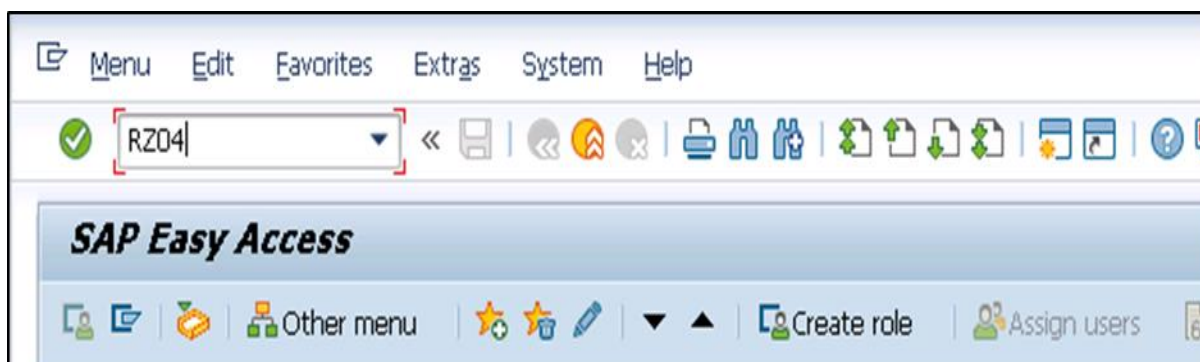 Menu Edit Favorites Extras System Help
RZ04
SAP Easy Access
Other menu Create role Assign users